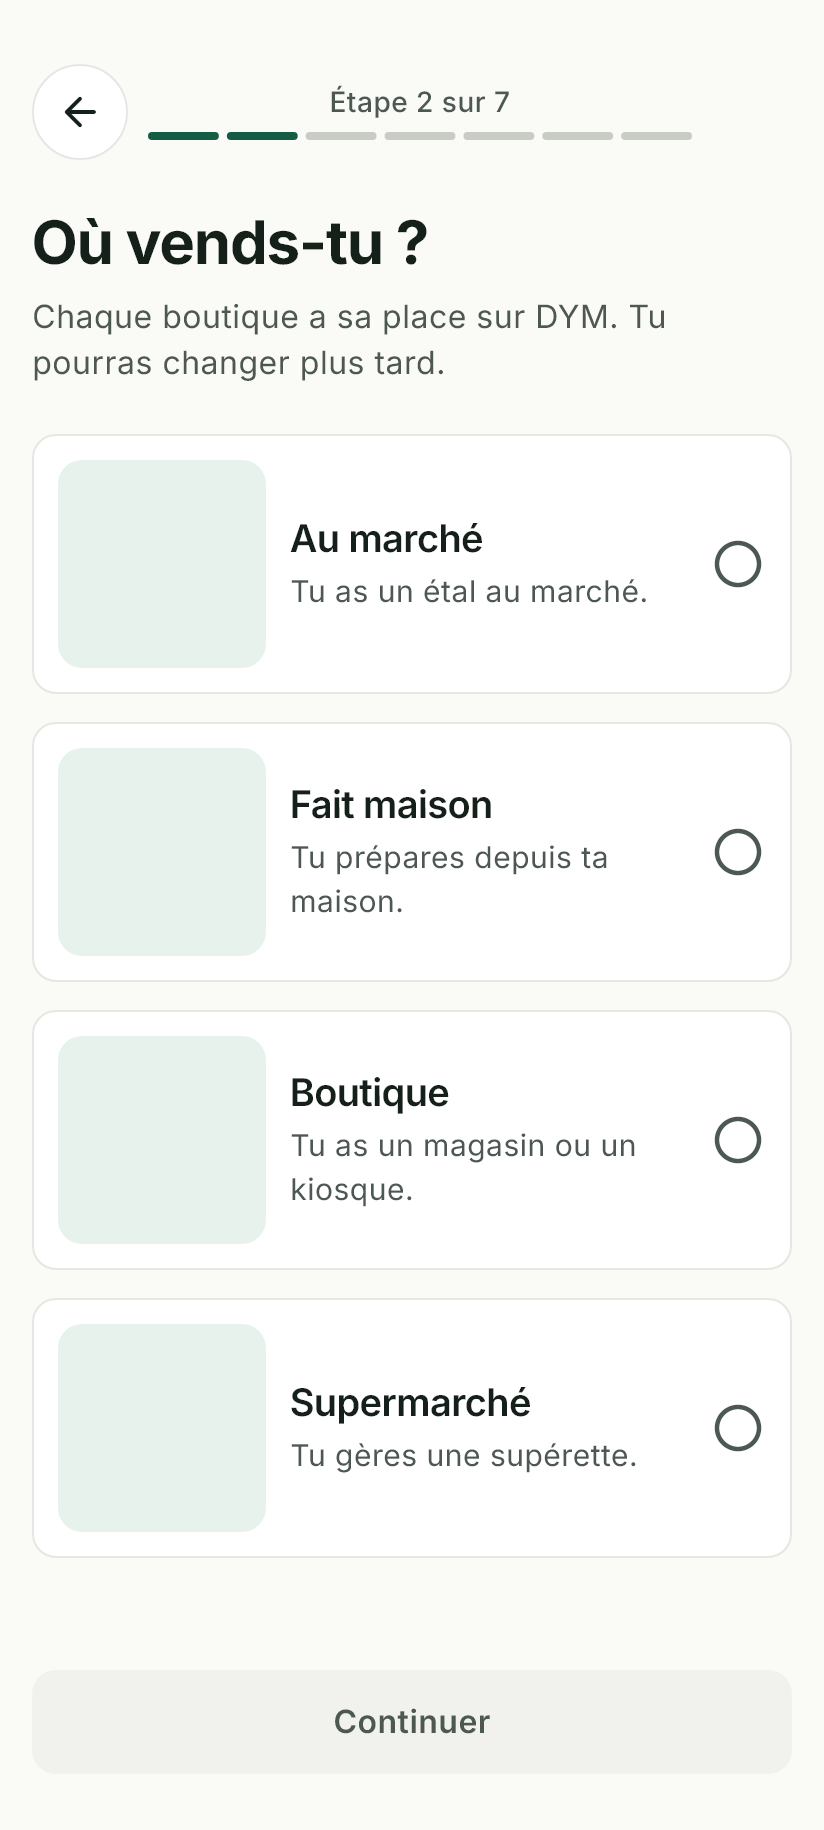 Étape 2 sur 7
Où vends-tu ?
Chaque boutique a sa place sur DYM. Tu
pourras changer plus tard.
Au marché
Tu as un étal au marché.
Fait maison
Tu prépares depuis ta
maison.
Boutique
Tu as un magasin ou un
kiosque.
Supermarché
Tu gères une supérette.
Continuer